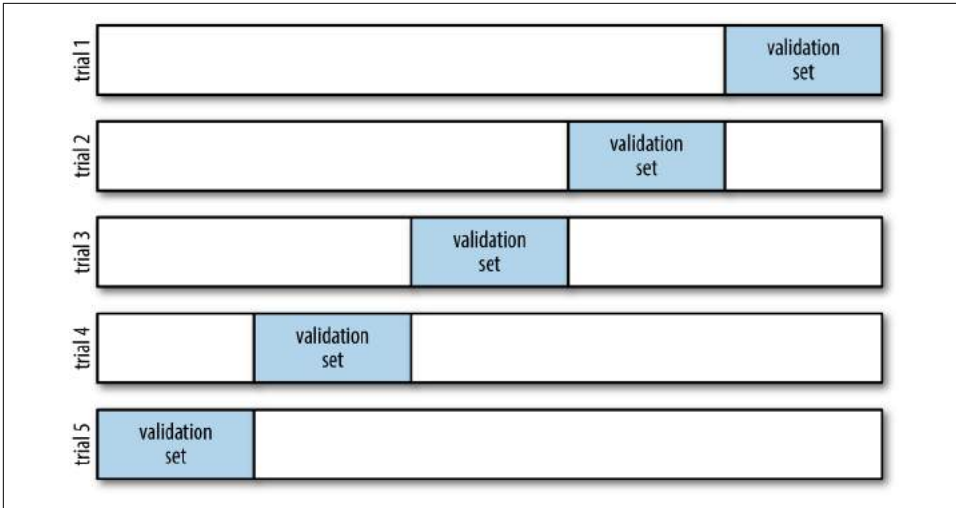 trial 1
validation
set
trial 2
validation
set
trial 3
validation
set
trial 4
validation
set
trial 5
validation
set